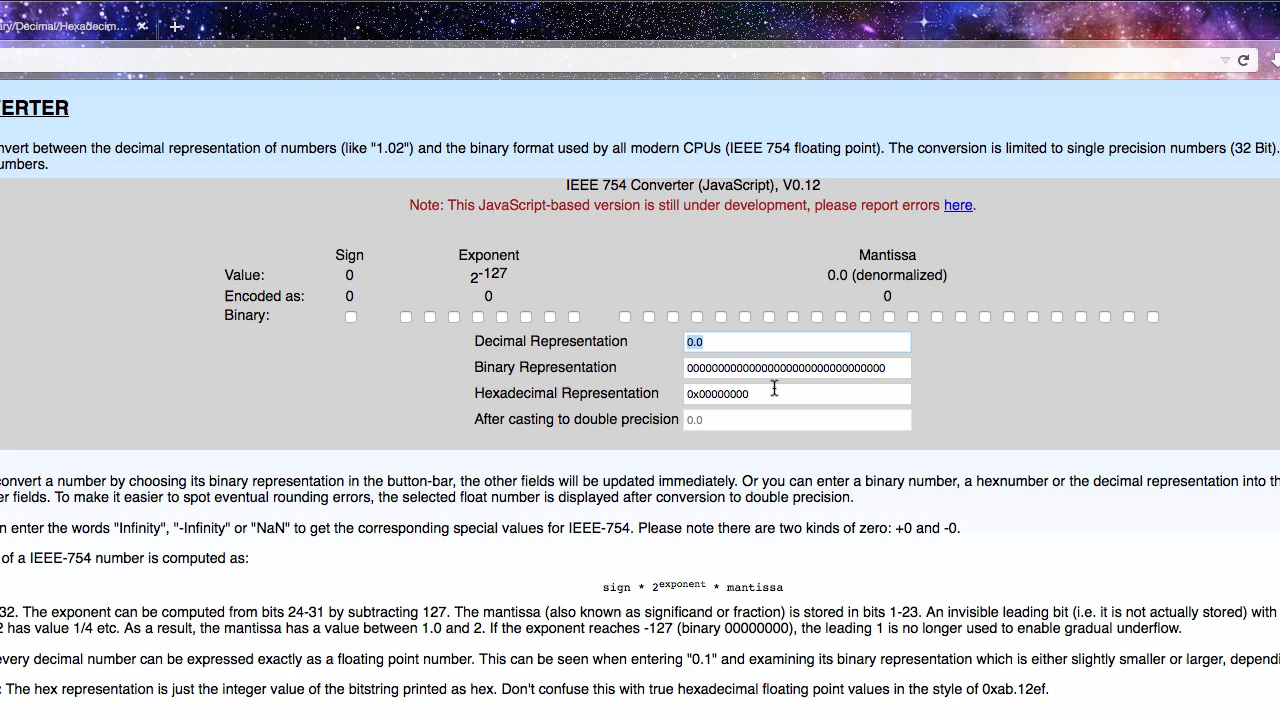 ary/Decimal/Hexadecim...
ERTER
nvert between the decimal representation of numbers (like "1.02") and the binary format used by all modern CPUs (IEEE 754 floating point). The conversion is limited to single precision numbers (32 Bit).
umbers.
IEEE 754 Converter (JavaScript), V0.12
Note: This JavaScript-based version is still under development, please report errors here.
Sign Exponent Mantissa
Value: 0 2-127 0.0 (denormalized)
Encoded as: 0 0 0
Binary:
Decimal Representation 0.0
Binary Representation 00000000000000000000000000000000
Hexadecimal Representation 0x00000000
After casting to double precision 0.0
convert a number by choosing its binary representation in the button-bar, the other fields will be updated immediately. Or you can enter a binary number, a hexnumber or the decimal representation into th
er fields. To make it easier to spot eventual rounding errors, the selected float number is displayed after conversion to double precision.
n enter the words "Infinity", "-Infinity" or "NaN" to get the corresponding special values for IEEE-754. Please note there are two kinds of zero: +0 and -0.
of a IEEE-754 number is computed as:
sign * 2exponent * mantissa
32. The exponent can be computed from bits 24-31 by subtracting 127. The mantissa (also known as significand or fraction) is stored in bits 1-23. An invisible leading bit (i.e. it is not actually stored) with
2 has value 1/4 etc. As a result, the mantissa has a value between 1.0 and 2. If the exponent reaches -127 (binary 00000000), the leading 1 is no longer used to enable gradual underflow.
every decimal number can be expressed exactly as a floating point number. This can be seen when entering "0.1" and examining its binary representation which is either slightly smaller or larger, dependi
: The hex representation is just the integer value of the bitstring printed as hex. Don't confuse this with true hexadecimal floating point values in the style of 0xab.12ef.